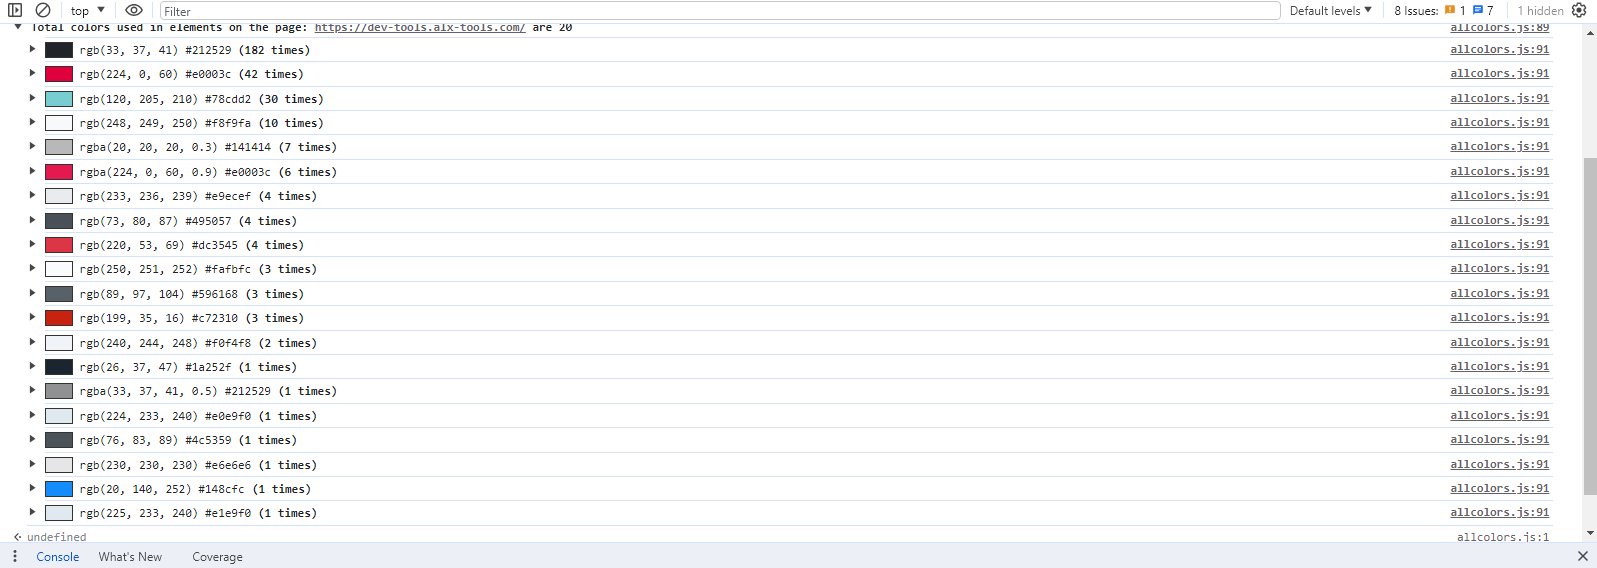 top ▼ Filter Default levels ▼ 8 Issues: 1 7 1 hidden
Total colors used in elements on the page: https://dev-tools.alx-tools.com/ are 20 allcolors.js:89
rgb(33, 37, 41) #212529 (182 times) allcolors.js:91
rgb(224, 0, 60) #e0003c (42 times) allcolors.js:91
rgb(120, 205, 210) #78cdd2 (30 times) allcolors.js:91
rgb(248, 249, 250) #f8f9fa (10 times) allcolors.js:91
rgba(20, 20, 20, 0.3) #141414 (7 times) allcolors.js:91
rgba(224, 0, 60, 0.9) #e0003c (6 times) allcolors.js:91
rgb(233, 236, 239) #e9ecef (4 times) allcolors.js:91
rgb(73, 80, 87) #495057 (4 times) allcolors.js:91
rgb(220, 53, 69) #dc3545 (4 times) allcolors.js:91
rgb(250, 251, 252) #fafbfc (3 times) allcolors.js:91
rgb(89, 97, 104) #596168 (3 times) allcolors.js:91
rgb(199, 35, 16) #c72310 (3 times) allcolors.js:91
rgb(240, 244, 248) #f0f4f8 (2 times) allcolors.js:91
rgb(26, 37, 47) #1a252f (1 times) allcolors.js:91
rgba(33, 37, 41, 0.5) #212529 (1 times) allcolors.js:91
rgb(224, 233, 240) #e0e9f0 (1 times) allcolors.js:91
rgb(76, 83, 89) #4c5359 (1 times) allcolors.js:91
rgb(230, 230, 230) #e6e6e6 (1 times) allcolors.js:91
rgb(20, 140, 252) #148cfc (1 times) allcolors.js:91
rgb(225, 233, 240) #e1e9f0 (1 times) allcolors.js:91
undefined allcolors.js:1
Console What's New Coverage